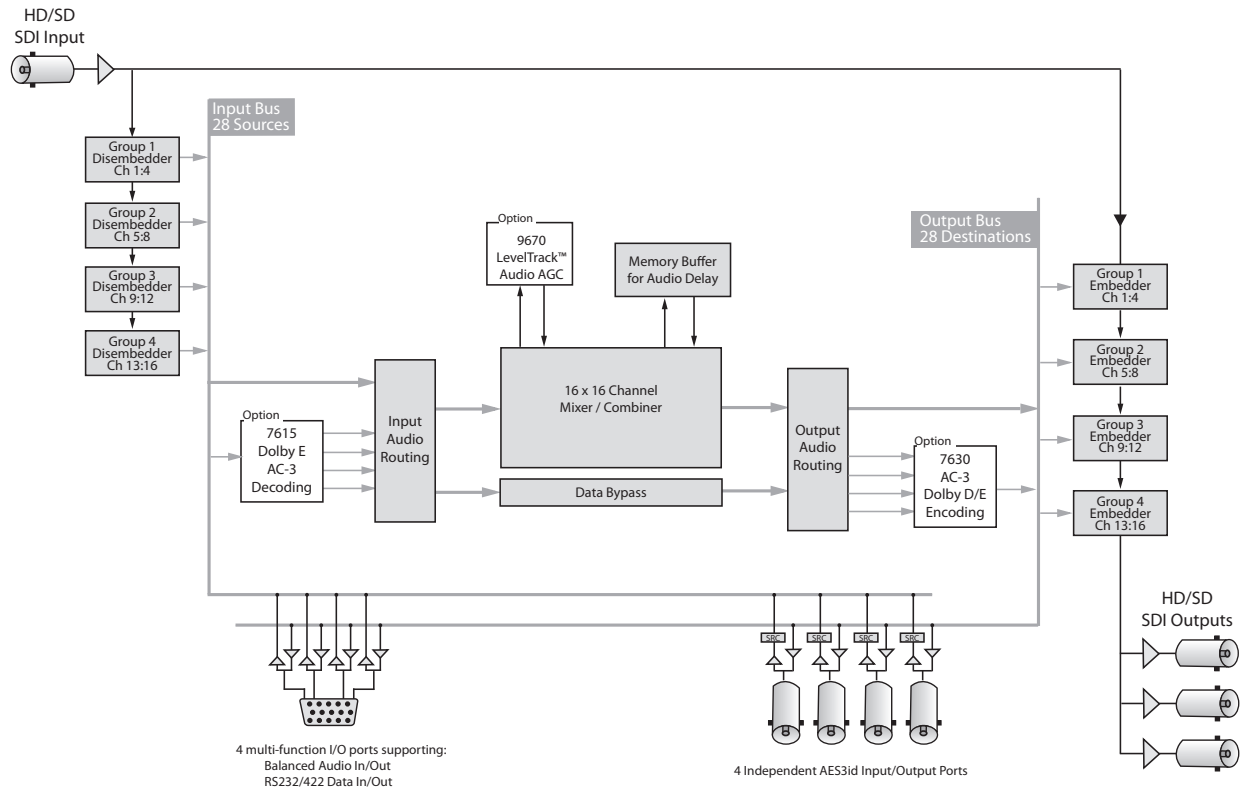 HD/SD
SDI Input
Input Bus
28 Sources
Group 1
Disembedder
Ch 1:4
Group 2
Disembedder
Ch 5:8
Group 3
Disembedder
Ch 9:12
Group 4
Disembedder
Ch 13:16
Option
9670
LevelTrack™
Audio AGC
Memory Buffer
for Audio Delay
Output Bus
28 Destinations
Group 1
Embedder
Ch 1:4
Group 2
Embedder
Ch 5:8
Group 3
Embedder
Ch 9:12
Group 4
Embedder
Ch 13:16
Option
7615
Dolby E
AC-3
Decoding
Input
Audio
Routing
16 x 16 Channel
Mixer / Combiner
Data Bypass
Output
Audio
Routing
Option
7630
AC-3
Dolby D/E
Encoding
SRC
SRC
SRC
SRC
HD/SD
SDI Outputs
4 multi-function I/O ports supporting:
Balanced Audio In/Out
RS232/422 Data In/Out
4 Independent AES3id Input/Output Ports